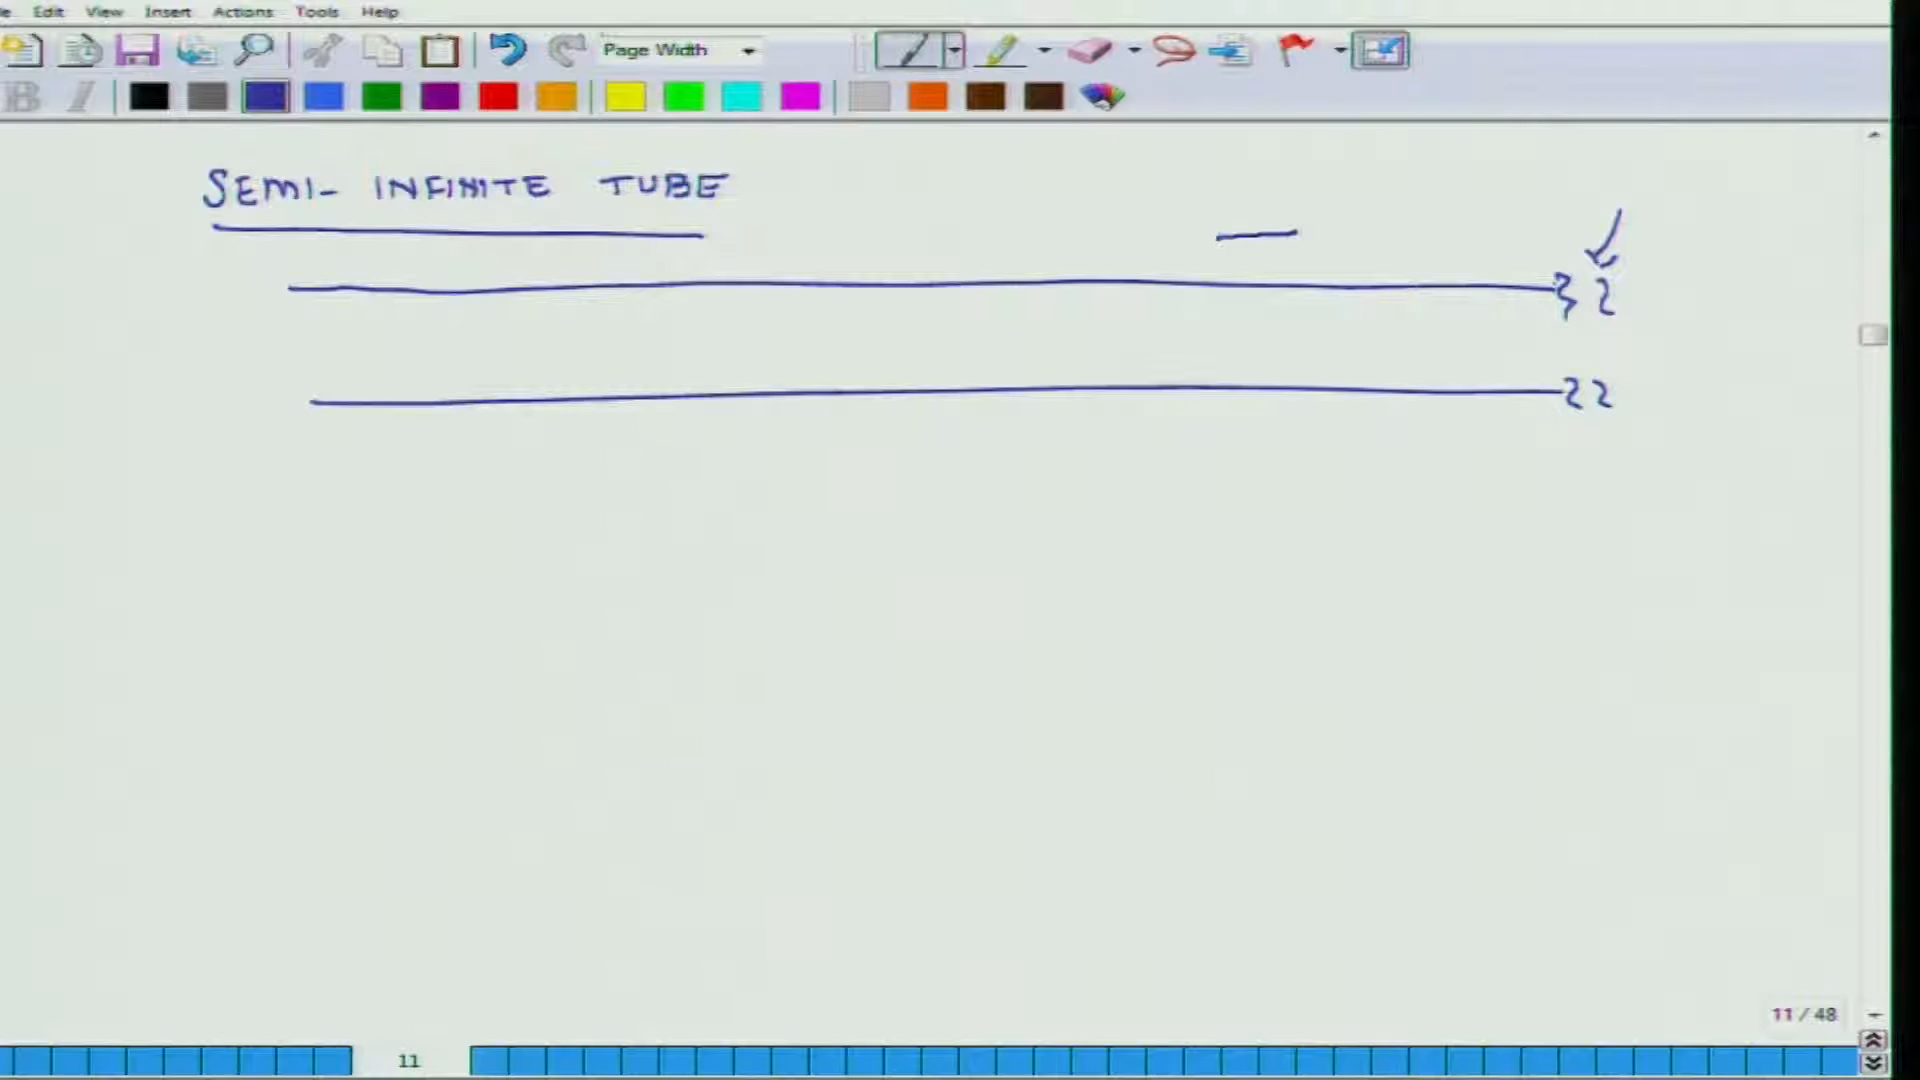 Edit View Insert Actions Tools Help
Page Width
B I
SEMI- INFINITE TUBE
11 / 48
11